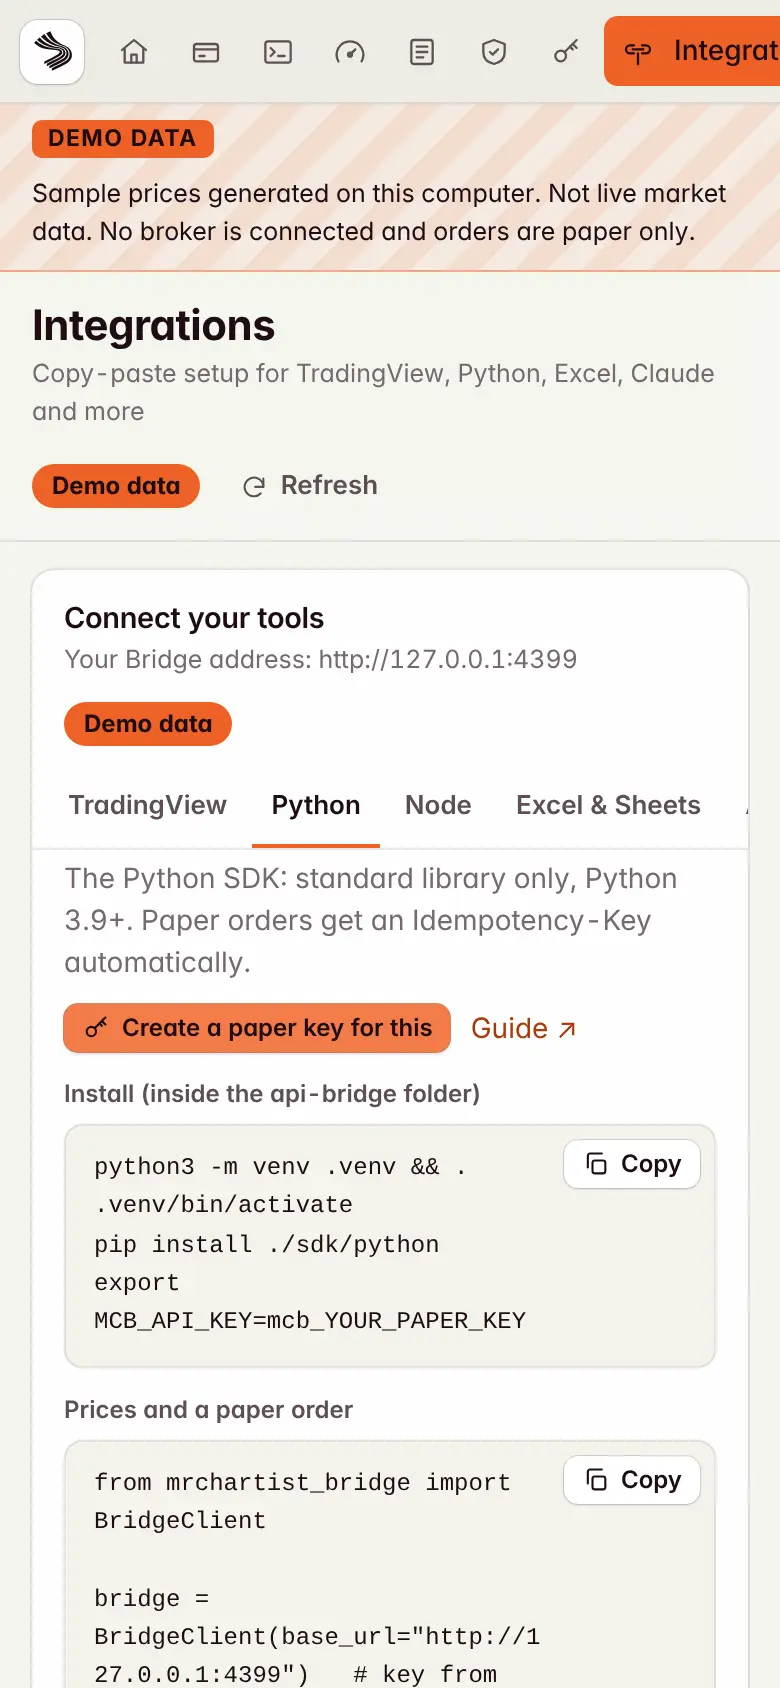 Integrat
DEMO DATA
Sample prices generated on this computer. Not live market
data. No broker is connected and orders are paper only.
Integrations
Copy-paste setup for TradingView, Python, Excel, Claude
and more
Demo data
Refresh
Connect your tools
Your Bridge address: http://127.0.0.1:4399
Demo data
TradingView Python Node Excel & Sheets
The Python SDK: standard library only, Python
3.9+. Paper orders get an Idempotency-Key
automatically.
Create a paper key for this Guide ↗
Install (inside the api-bridge folder)
Copy
python3 -m venv .venv && .
.venv/bin/activate
pip install ./sdk/python
export
MCB_API_KEY=mcb_YOUR_PAPER_KEY
Prices and a paper order
Copy
from mrchartist_bridge import
BridgeClient
bridge =
BridgeClient(base_url="http://1
27.0.0.1:4399")   # key from